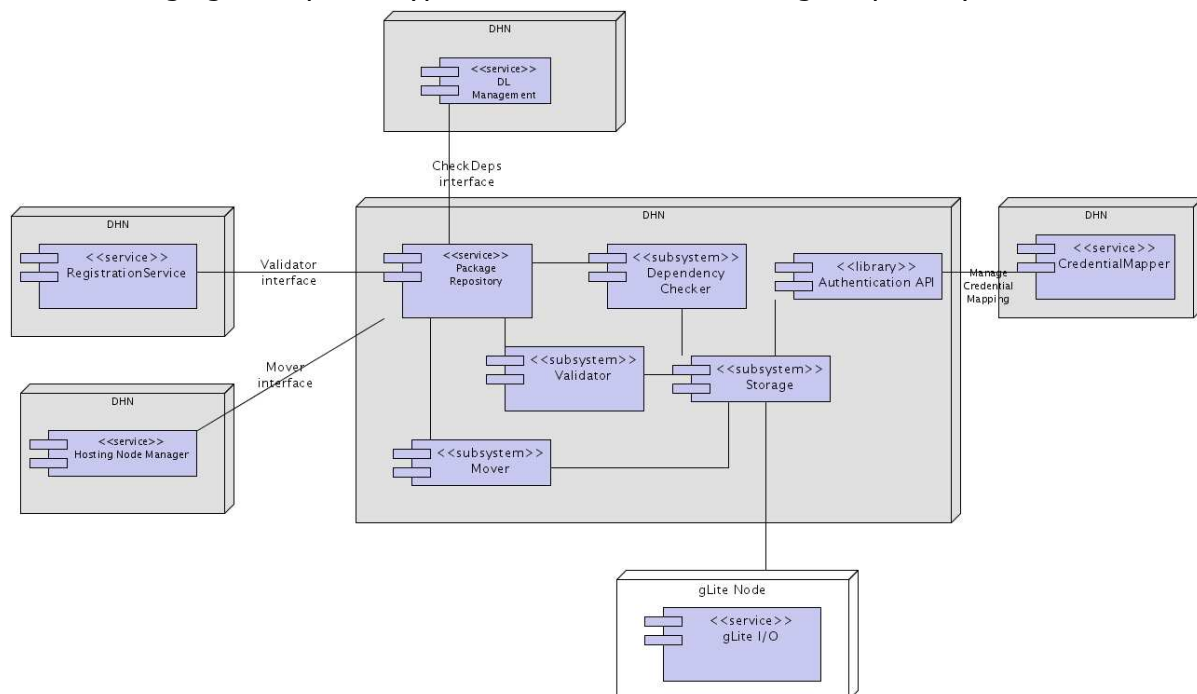 DHN
<<service>>
DL
Management
CheckDeps
interface
DHN
<<service>>
RegistrationService
Validator
interface
DHN
<<service>>
Package
Repository
<<subsystem>>
Dependency
Checker
<<library>>
Authentication API
Manage
Credential
Mapping
DHN
<<service>>
CredentialMapper
<<subsystem>>
Validator
<<subsystem>>
Storage
Mover
interface
DHN
<<service>>
Hosting Node Manager
<<subsystem>>
Mover
gLite Node
<<service>>
gLite I/O